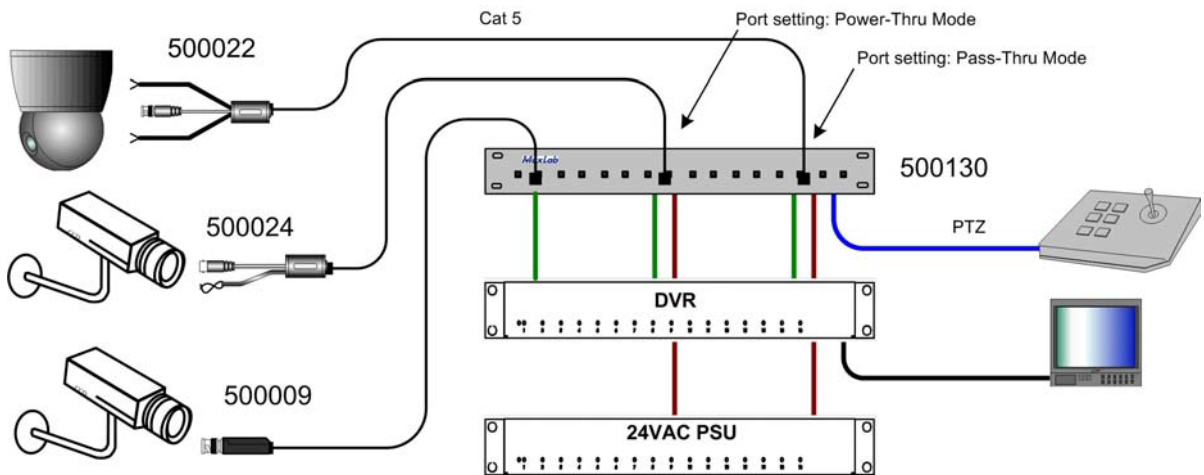 Cat 5
Port setting: Power-Thru Mode
500022
Port setting: Pass-Thru Mode
MuxLab
500130
500024
PTZ
DVR
500009
24VAC PSU